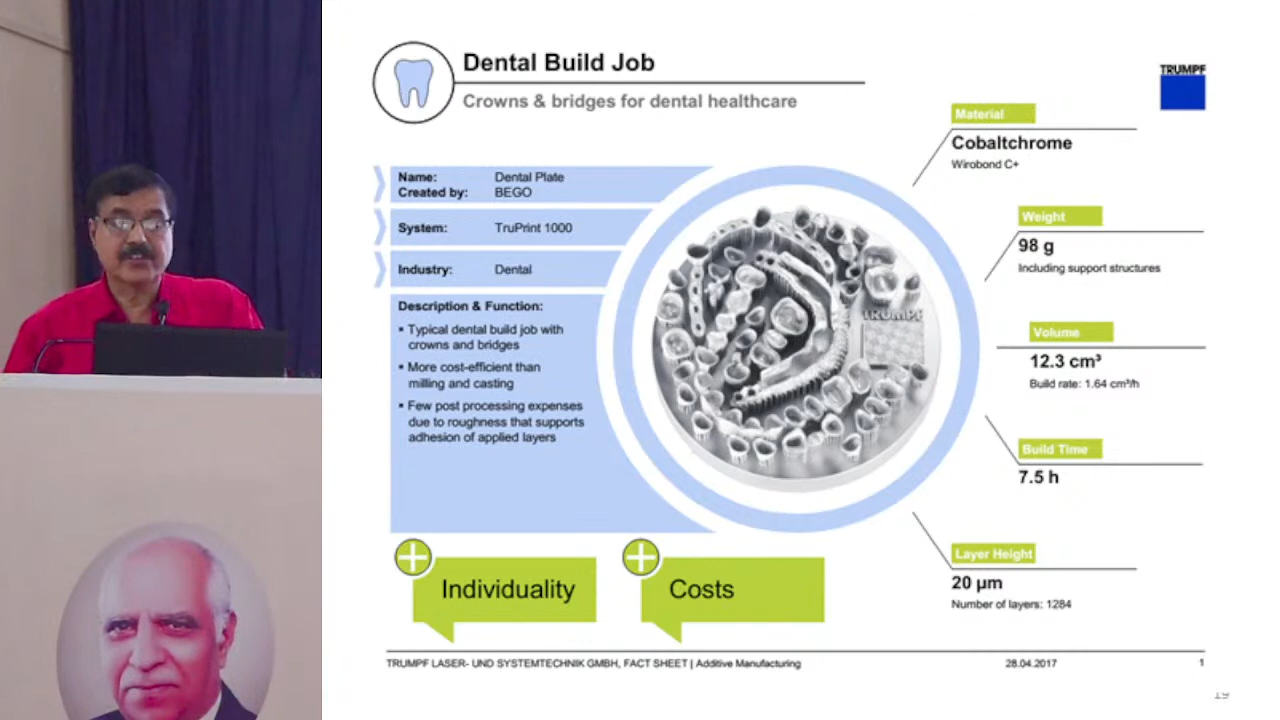 Dental Build Job
Crowns & bridges for dental healthcare
TRUMPF
Name: Dental Plate
Created by: BEGO
System: TruPrint 1000
Industry: Dental
Description & Function:
▪ Typical dental build job with
crowns and bridges
▪ More cost-efficient than
milling and casting
▪ Few post processing expenses
due to roughness that supports
adhesion of applied layers
TRUMPF
Material
Cobaltchrome
Wirobond C+
Weight
98 g
Including support structures
Volume
12.3 cm³
Build rate: 1.64 cm³/h
Build Time
7.5 h
Layer Height
20 µm
Number of layers: 1284
Individuality
Costs
TRUMPF LASER- UND SYSTEMTECHNIK GMBH, FACT SHEET | Additive Manufacturing 28.04.2017 1